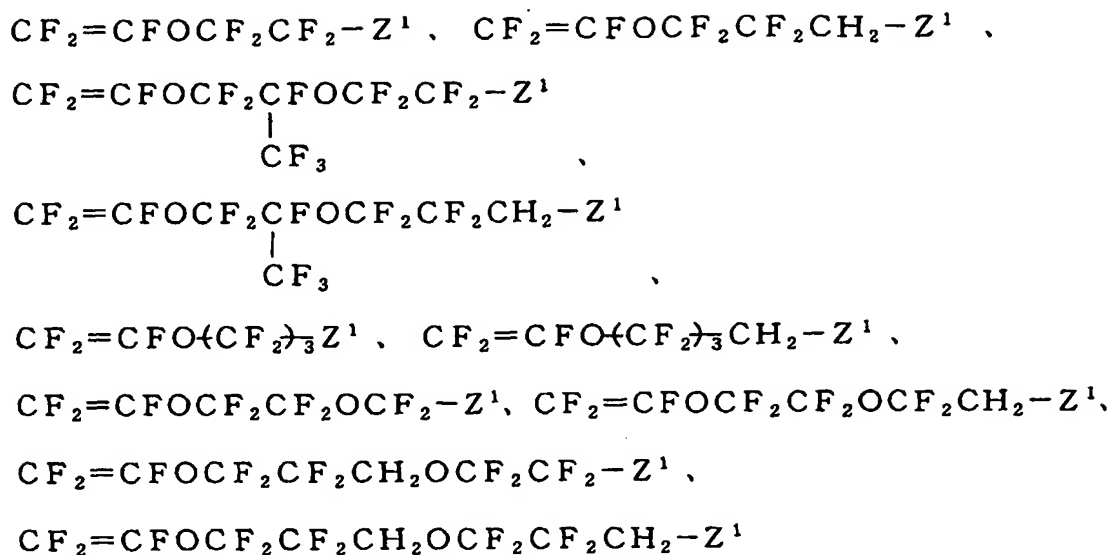 CF₂=CFOCF₂CF₂−Z¹、 CF₂=CFOCF₂CF₂CH₂−Z¹、
CF₂=CFOCF₂CFOCF₂CF₂−Z¹
CF₃ 、
CF₂=CFOCF₂CFOCF₂CF₂CH₂−Z¹
CF₃ 、
CF₂=CFO(CF₂)₃Z¹、 CF₂=CFO(CF₂)₃CH₂−Z¹、
CF₂=CFOCF₂CF₂OCF₂−Z¹、 CF₂=CFOCF₂CF₂OCF₂CH₂−Z¹、
CF₂=CFOCF₂CF₂CH₂OCF₂CF₂−Z¹、
CF₂=CFOCF₂CF₂CH₂OCF₂CF₂CH₂−Z¹